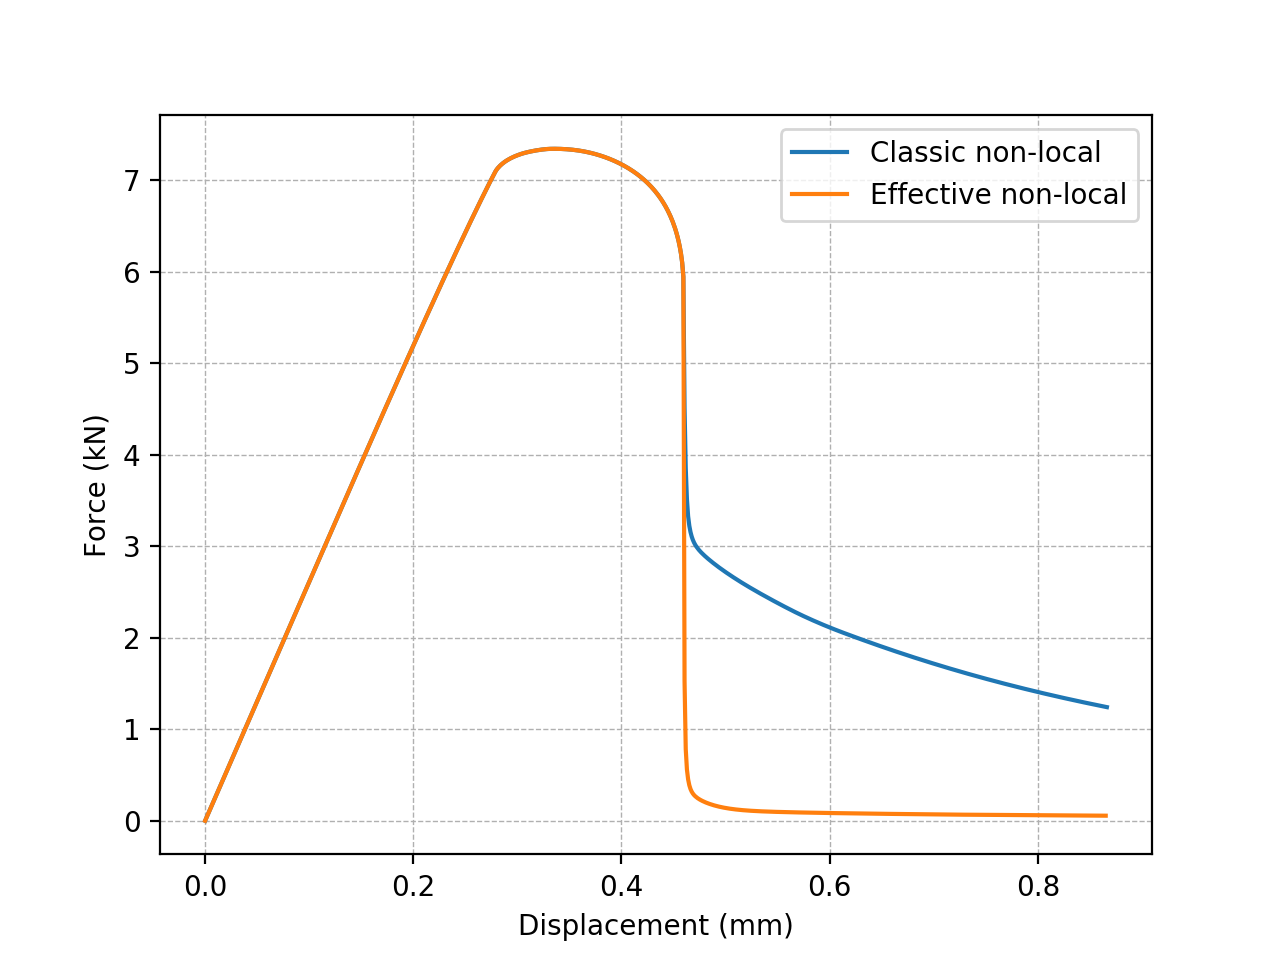 Classic non-local
Effective non-local
7
6
5
4
3
2
1
0
Force (kN)
0.0 0.2 0.4 0.6 0.8
Displacement (mm)